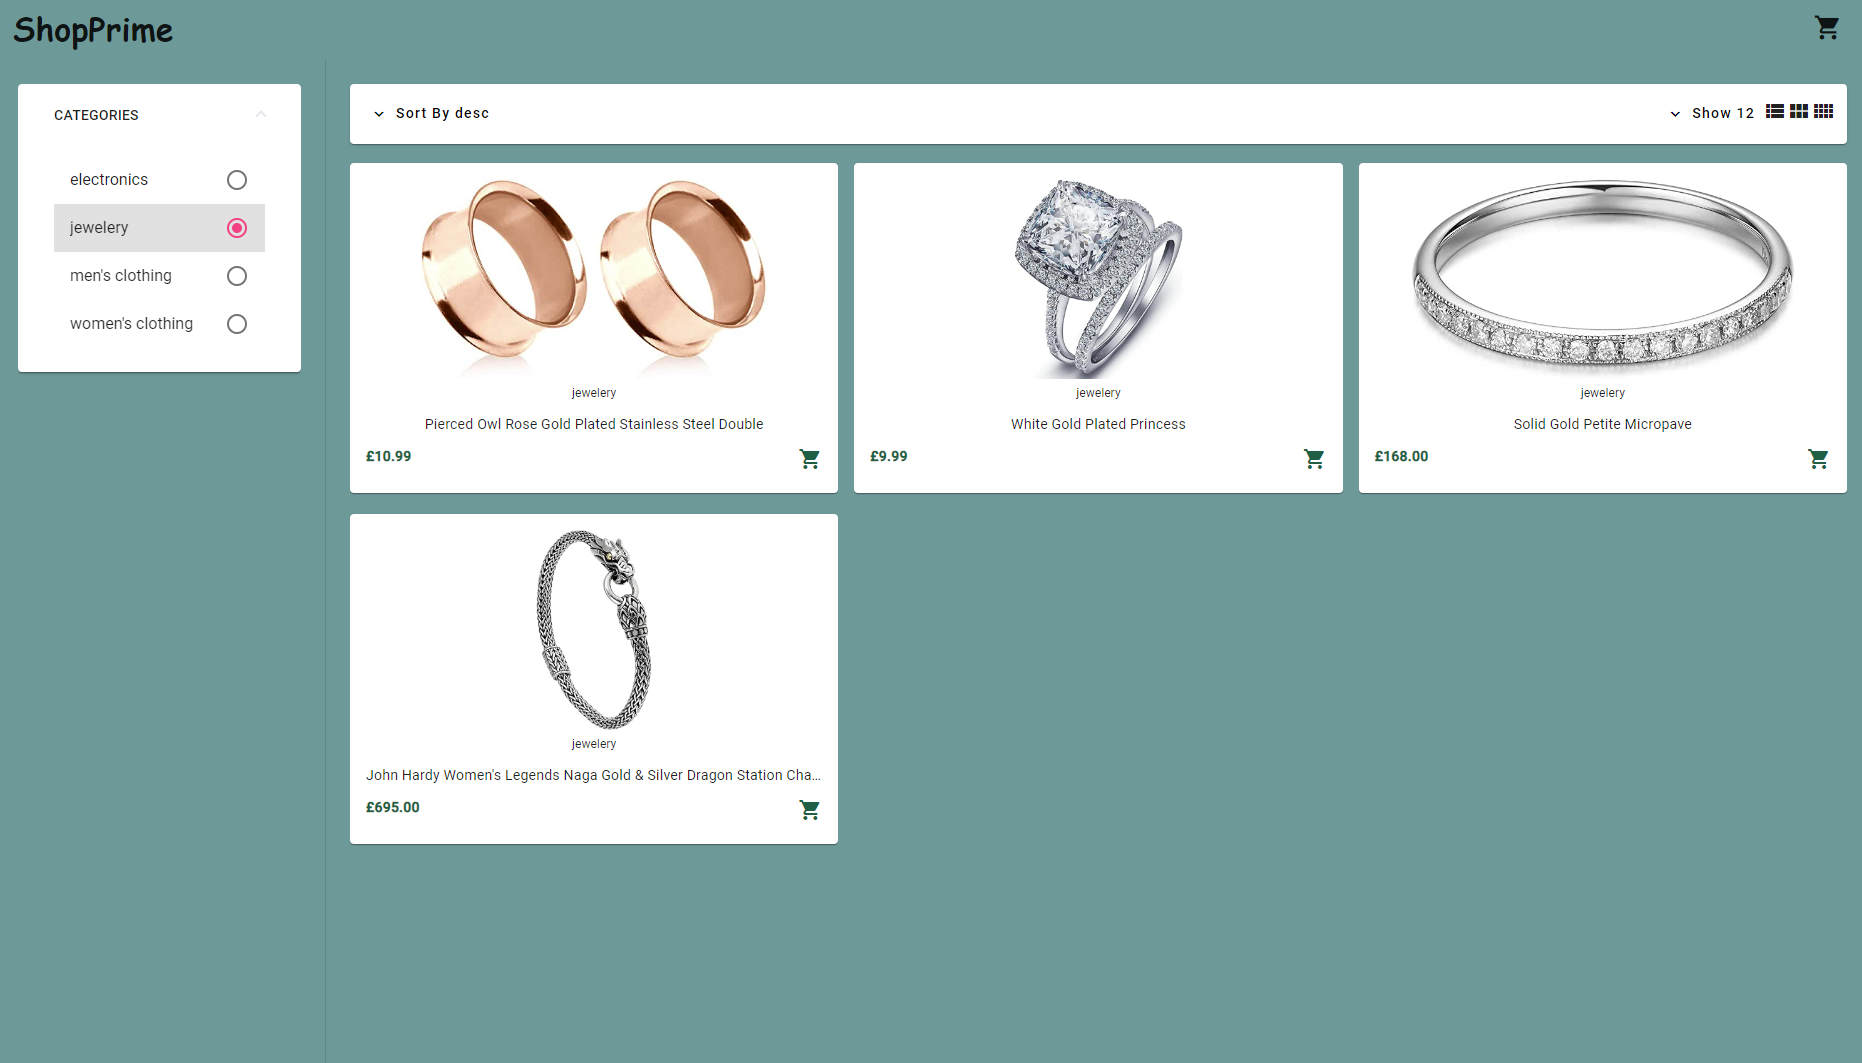 ShopPrime
CATEGORIES
electronics
jewelery
men's clothing
women's clothing
Sort By desc
Show 12
jewelery
Pierced Owl Rose Gold Plated Stainless Steel Double
£10.99
jewelery
White Gold Plated Princess
£9.99
jewelery
Solid Gold Petite Micropave
£168.00
jewelery
John Hardy Women's Legends Naga Gold & Silver Dragon Station Cha...
£695.00